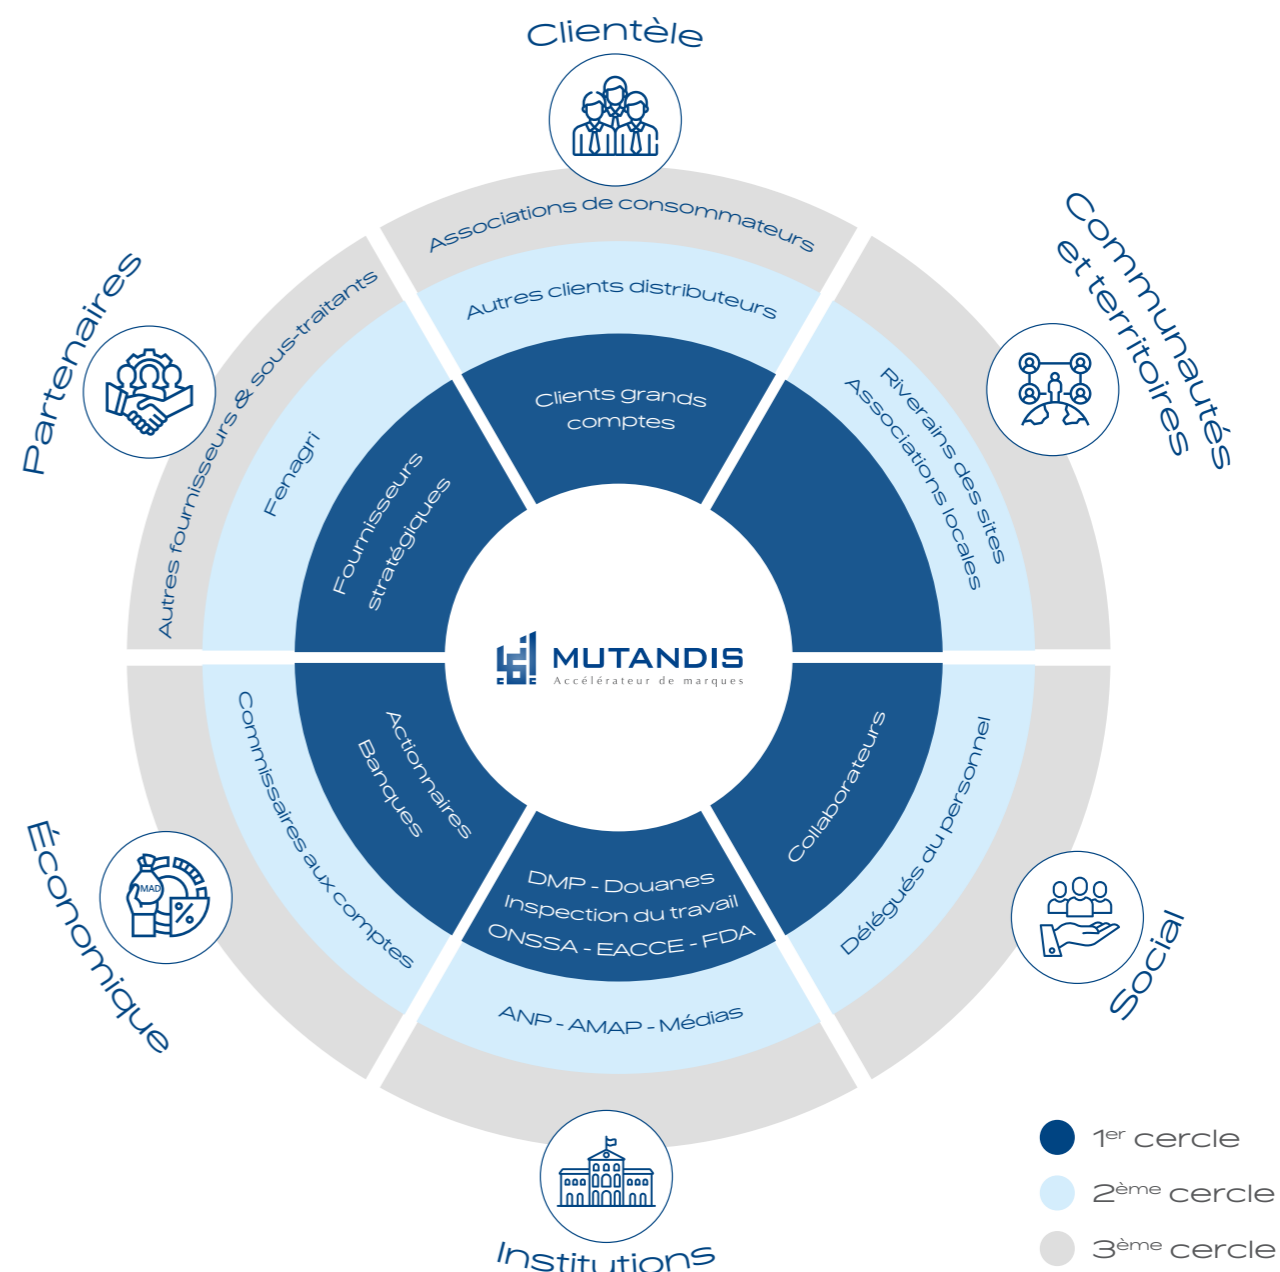 Clientèle
Associations de consommateurs
Autres clients distributeurs
Clients grands
comptes
Communautés
et territoires
Riverains des sites
Associations locales
Partenaires
Autres fournisseurs & sous-traitants
Fenagri
Fournisseurs
stratégiques
MUTANDIS
Accélérateur de marques
Économique
MAD
%
Commissaires aux comptes
Actionnaires
Banques
DMP - Douanes
Inspection du travail
ONSSA - EACCE - FDA
ANP - AMAP - Médias
Institutions
Collaborateurs
Délégués du personnel
Social
1er cercle
2ème cercle
3ème cercle